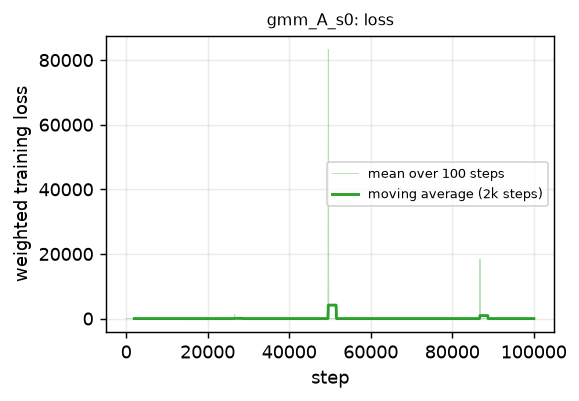 gmm_A_s0: loss
weighted training loss
80000
60000
40000
20000
0
mean over 100 steps
moving average (2k steps)
0 20000 40000 60000 80000 100000
step